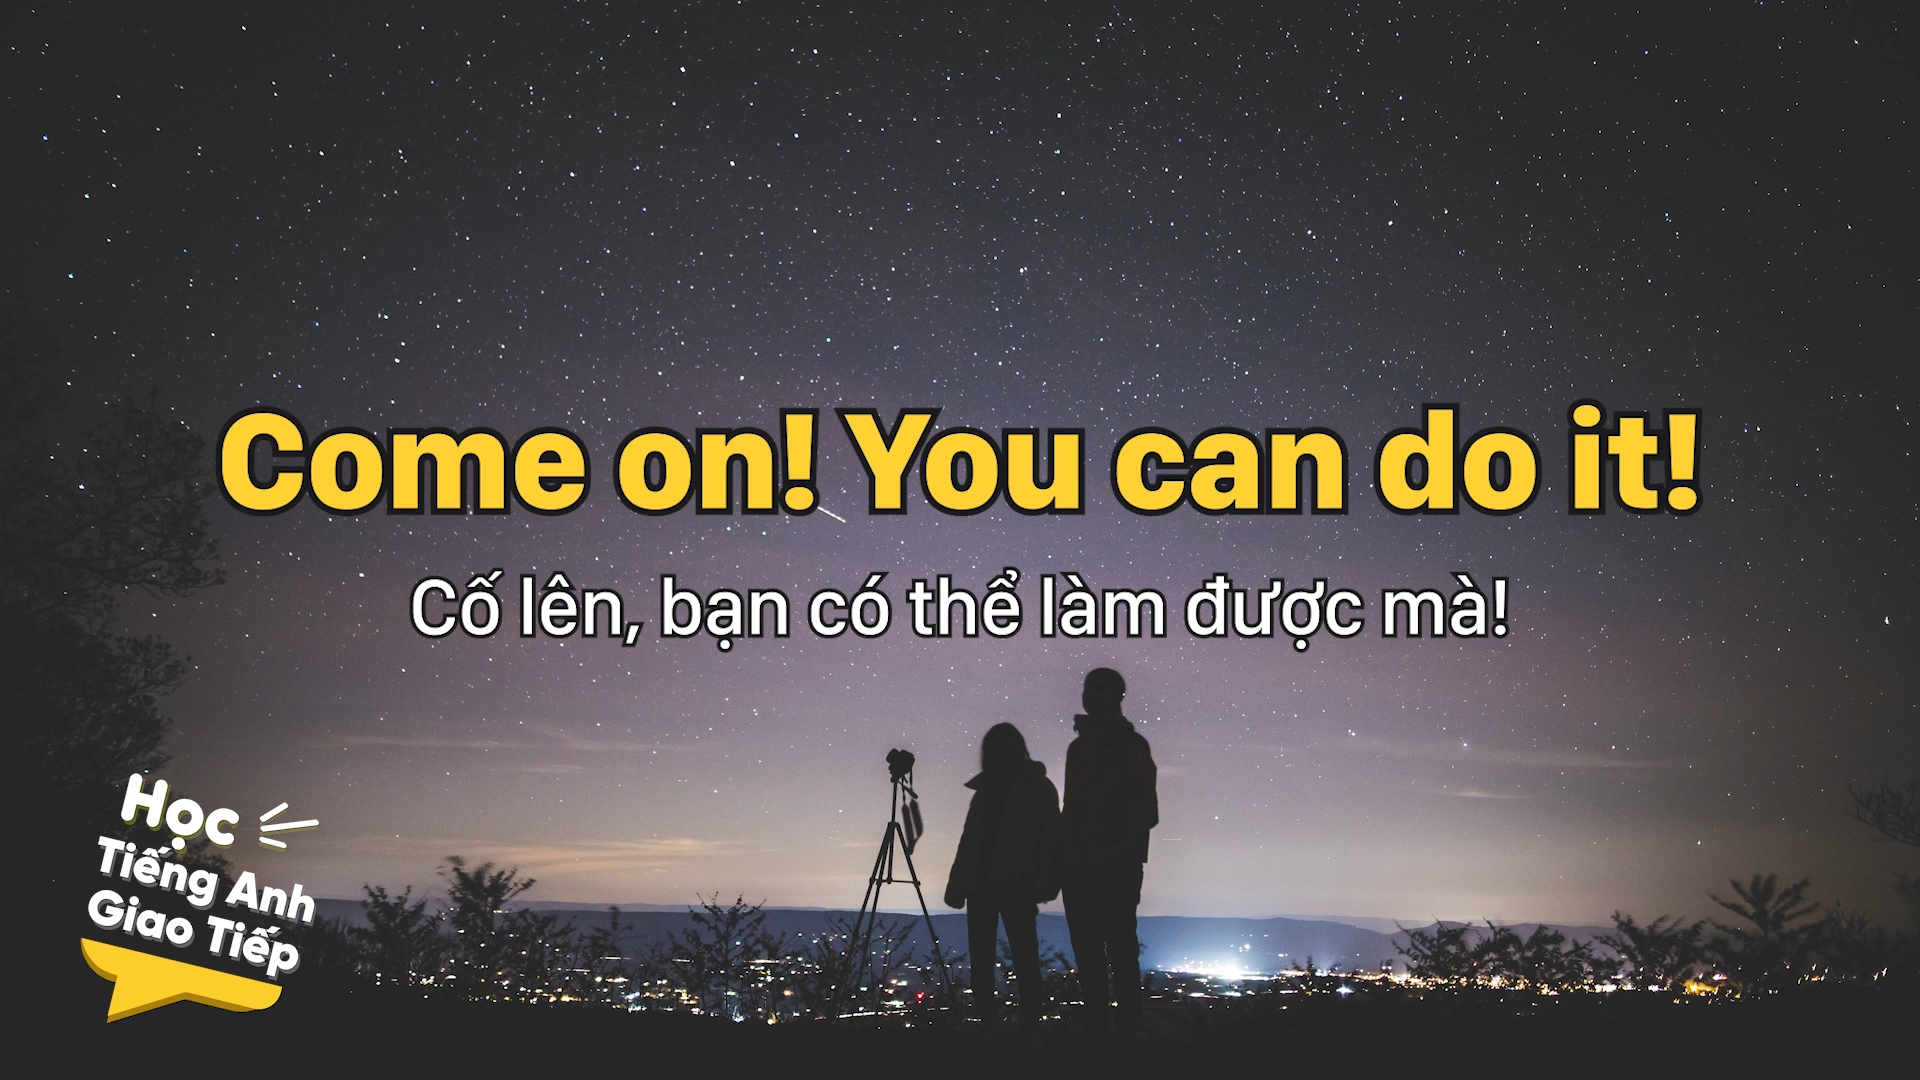 Come on! You can do it!
Cố lên, bạn có thể làm được mà!
Học
Tiếng Anh
Giao Tiếp